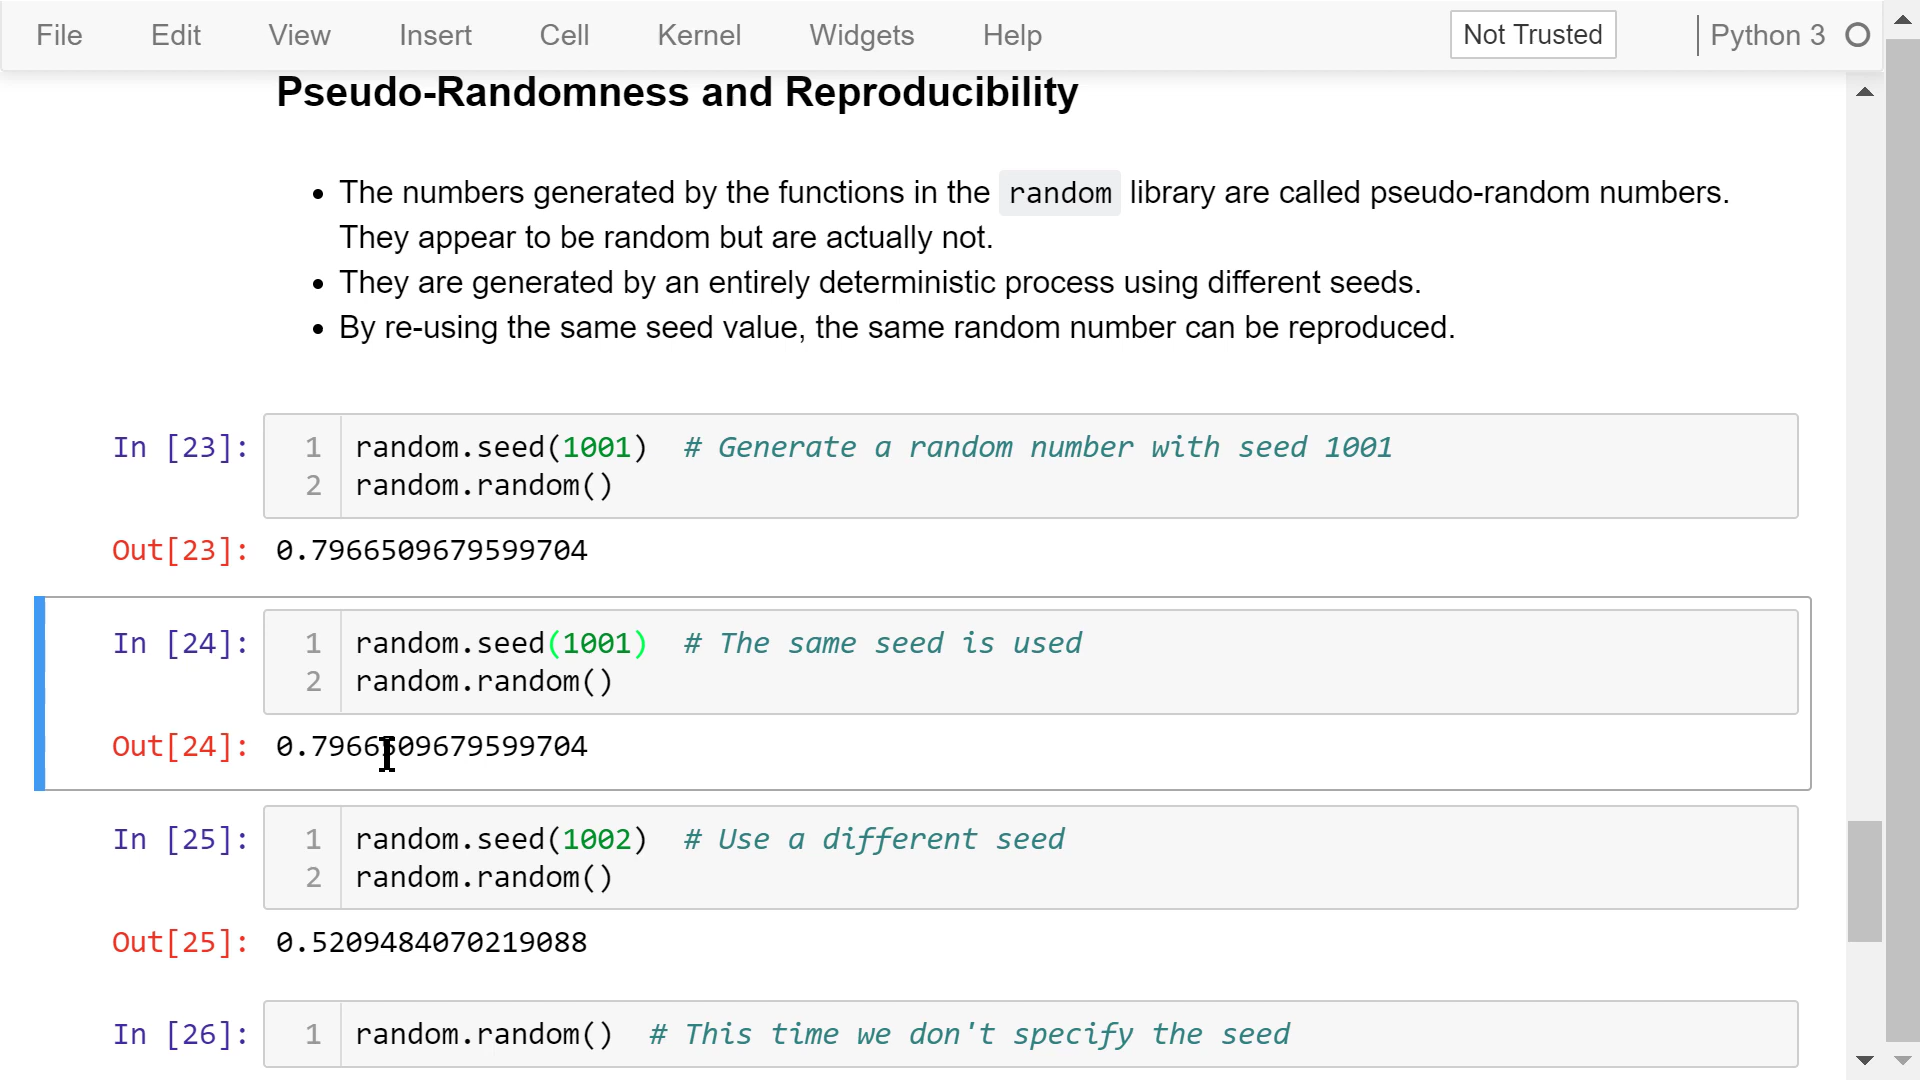 File Edit View Insert Cell Kernel Widgets Help Not Trusted Python 3
Pseudo-Randomness and Reproducibility
• The numbers generated by the functions in the random library are called pseudo-random numbers.
They appear to be random but are actually not.
• They are generated by an entirely deterministic process using different seeds.
• By re-using the same seed value, the same random number can be reproduced.
In [23]: 1 random.seed(1001)  # Generate a random number with seed 1001
2 random.random()
Out[23]: 0.7966509679599704
In [24]: 1 random.seed(1001)  # The same seed is used
2 random.random()
Out[24]: 0.7966509679599704
In [25]: 1 random.seed(1002)  # Use a different seed
2 random.random()
Out[25]: 0.5209484070219088
In [26]: 1 random.random()  # This time we don't specify the seed